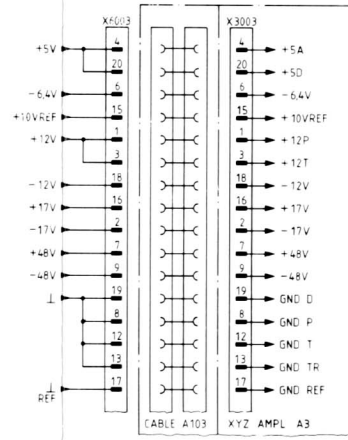 X6003 X3003
+5V 4 4 +5A
20 20 +5D
-6,4V 6 6 -6,4V
+10VREF 15 15 +10VREF
+12V 1 1 +12P
3 3 +12T
-12V 18 18 -12V
+17V 16 16 +17V
-17V 2 2 -17V
+48V 7 7 +48V
-48V 9 9 -48V
19 19 GND D
8 8 GND P
12 12 GND T
13 13 GND TR
REF 17 17 GND REF
CABLE A103 XYZ AMPL A3